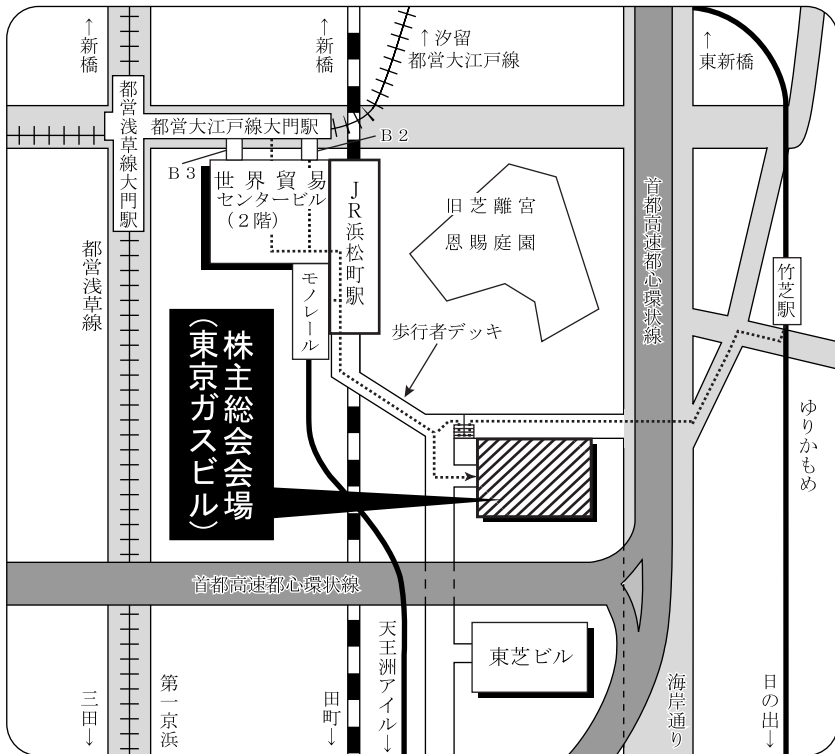 ↑新橋
↑新橋
↑汐留
都営大江戸線
↑東新橋
都営浅草線大門駅
都営大江戸線大門駅
B2
B3
世界貿易
センタービル
(2階)
JR浜松町駅
旧芝離宮
恩賜庭園
首都高速都心環状線
竹芝駅
都営浅草線
モノレール
歩行者デッキ
株主総会会場
(東京ガスビル)
ゆりかもめ
首都高速都心環状線
東芝ビル
三田↓
第一京浜
田町↓
天王洲アイル↓
海岸通り
日の出↓